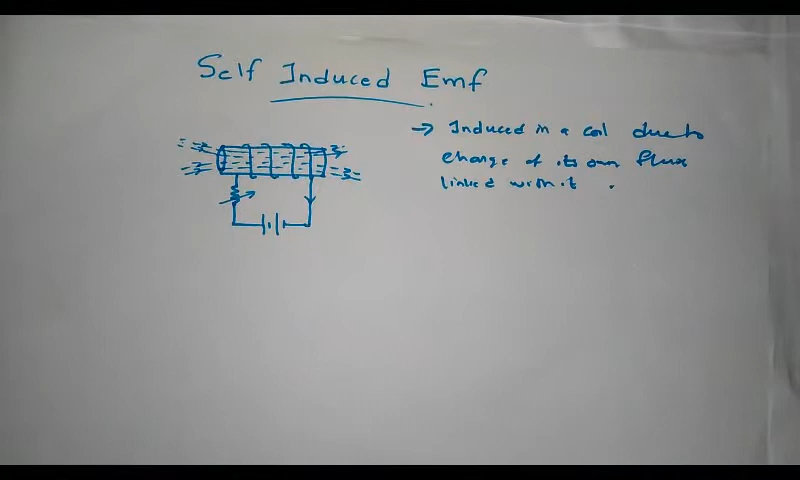 Self Induced Emf
→ Induced in a coil due to
change of its own flux
linked with it .